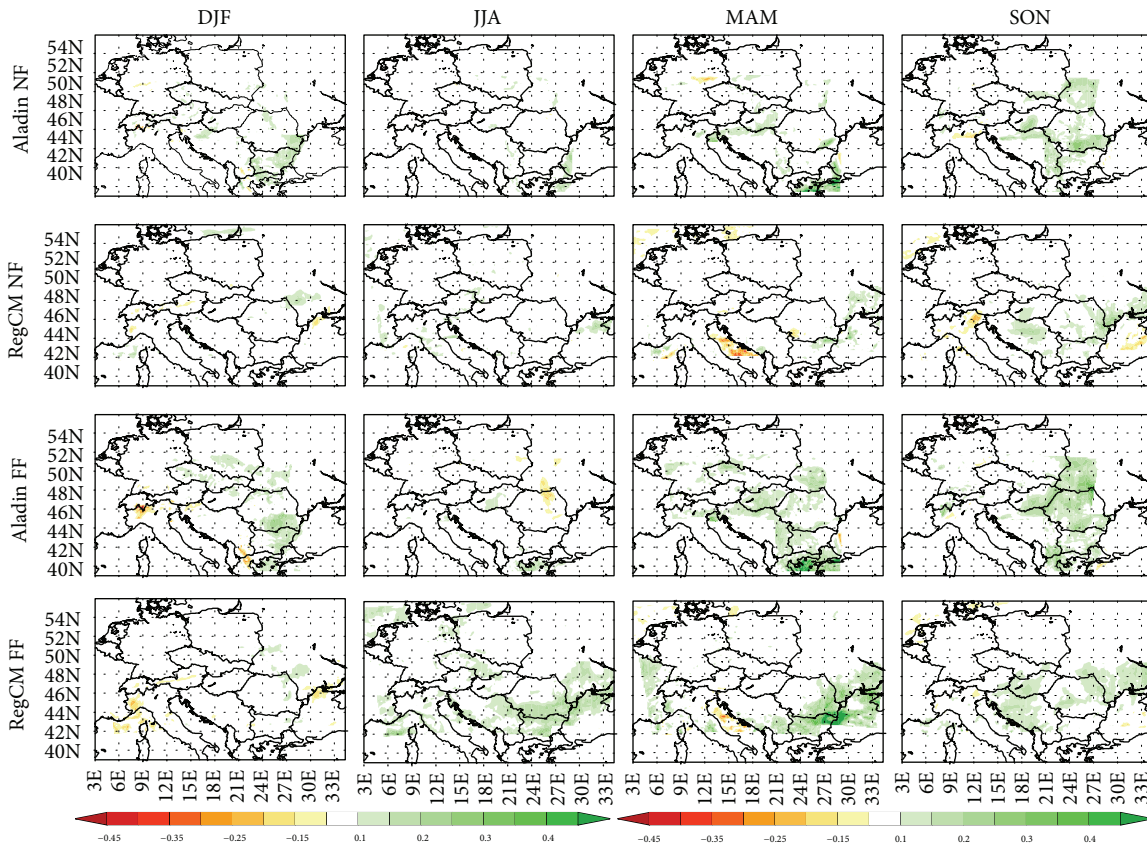 DJF JJA MAM SON
Aladin NF
54N
52N
50N
48N
46N
44N
42N
40N
RegCM NF
54N
52N
50N
48N
46N
44N
42N
40N
Aladin FF
54N
52N
50N
48N
46N
44N
42N
40N
RegCM FF
54N
52N
50N
48N
46N
44N
42N
40N
3E 6E 9E 12E 15E 18E 21E 24E 27E 30E 33E 3E 6E 9E 12E 15E 18E 21E 24E 27E 30E 33E 3E 6E 9E 12E 15E 18E 21E 24E 27E 30E 33E 3E 6E 9E 12E 15E 18E 21E 24E 27E 30E 33E
−0.45 −0.35 −0.25 −0.15 0.1 0.2 0.3 0.4 −0.45 −0.35 −0.25 −0.15 0.1 0.2 0.3 0.4